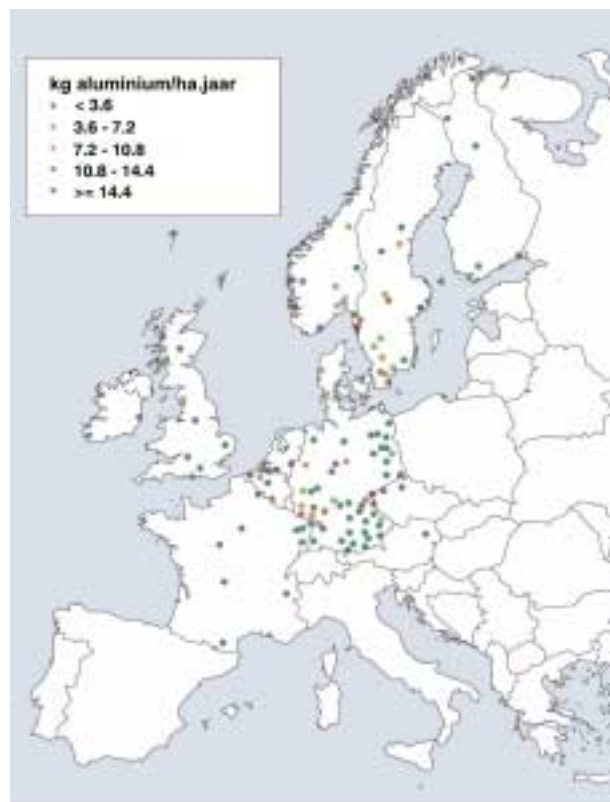 kg aluminium/ha.jaar
< 3.6
3.6 - 7.2
7.2 - 10.8
10.8 - 14.4
>= 14.4